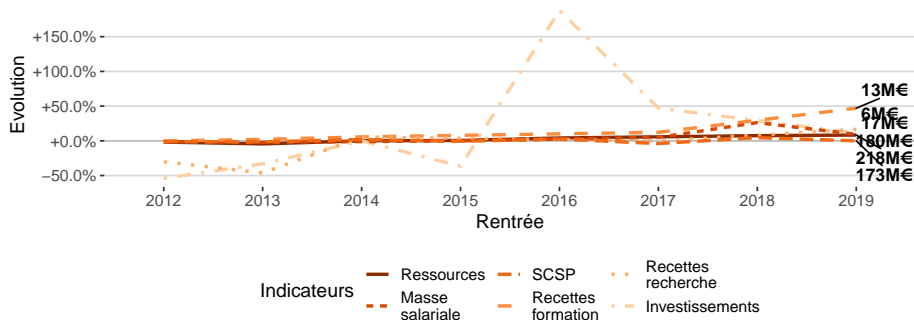 +150.0%
+100.0%
+50.0%
+0.0%
−50.0%
Evolution
13M€
6M€
17M€
180M€
218M€
173M€
2012 2013 2014 2015 2016 2017 2018 2019
Rentrée
Indicateurs
Ressources
Masse
salariale
SCSP
Recettes
formation
Recettes
recherche
Investissements